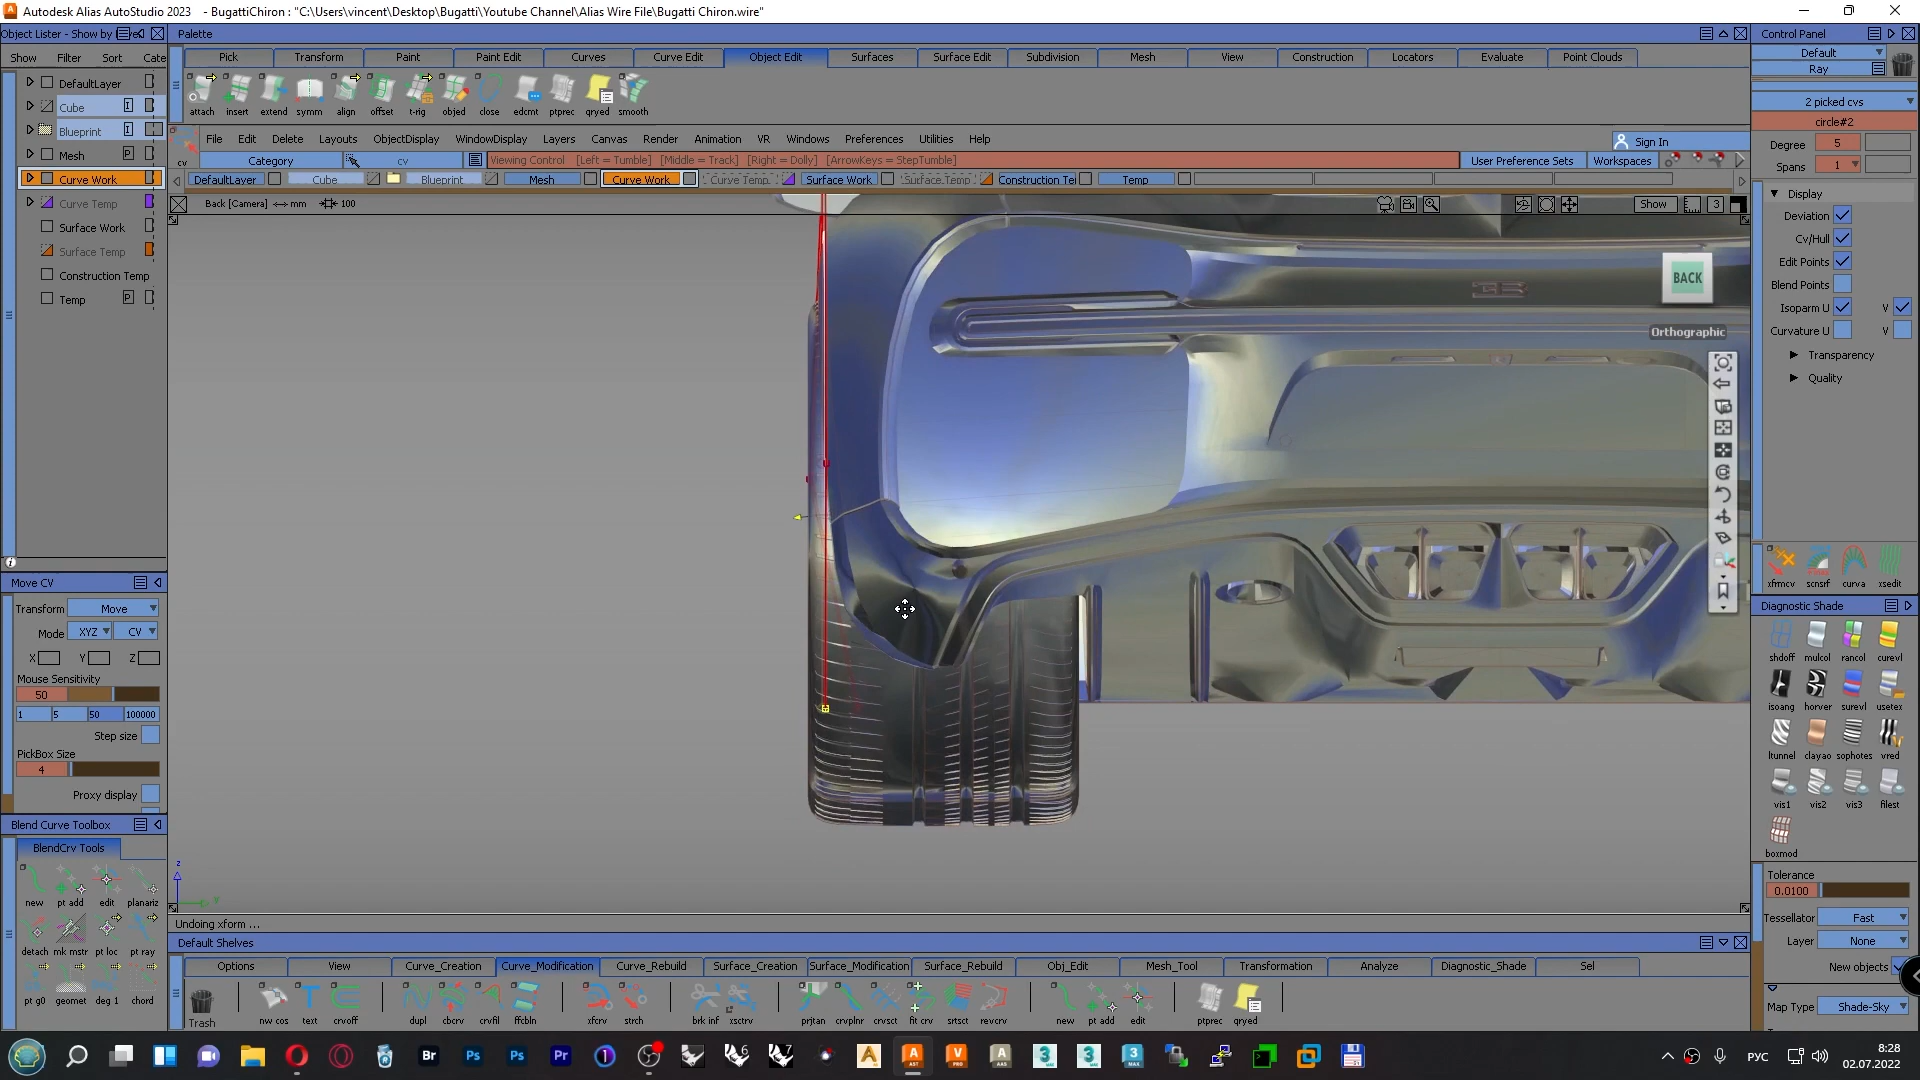 Autodesk Alias AutoStudio 2023 - BugattiChiron : "C:\Users\vincent\Desktop\Bugatti\Youtube Channel\Alias Wire File\Bugatti Chiron.wire"
Object Lister - Show by
Palette
Control Panel
Show Filter Sort Cate
Pick Transform Paint Paint Edit Curves Curve Edit Object Edit Surfaces Surface Edit Subdivision Mesh View Construction Locators Evaluate Point Clouds
Default
Ray
DefaultLayer
Cube
Blueprint
Mesh
Curve Work
Curve Temp
Surface Work
Surface Temp
Construction Temp
Temp
attach insert extend symm align offset t-rig objed close edcmt ptprec qryed smooth
2 picked cvs
circle#2
Degree 5
Spans 1
File Edit Delete Layouts ObjectDisplay WindowDisplay Layers Canvas Render Animation VR Windows Preferences Utilities Help
Sign In
cv Category cv Viewing Control [Left = Tumble] [Middle = Track] [Right = Dolly] [ArrowKeys = StepTumble] User Preference Sets Workspaces
DefaultLayer Cube Blueprint Mesh Curve Work Curve Temp Surface Work Surface Temp Construction Te Temp
Back [Camera] mm 100
Show 3
Display
Deviation
Cv/Hull
Edit Points
Blend Points
Isoparm U V
Curvature U V
Transparency
Quality
BACK
Orthographic
xfrmcv scnsrf curva xsedit
Diagnostic Shade
shdoff mulcol rancol curevl
isoang horver surevl usetex
ltunnel clayao sophotes vred
vis1 vis2 vis3 filest
boxmod
Tolerance
0.0100
Tessellator Fast
Layer None
New objects
Map Type Shade-Sky
Move CV
Transform Move
Mode XYZ CV
X Y Z
Mouse Sensitivity
50
1 5 50 100000
Step size
PickBox Size
4
Proxy display
Blend Curve Toolbox
BlendCrv Tools
new pt add edit planariz
detach mk mstr pt loc pt ray
pt g0 geomet deg 1 chord
z
Y
Undoing xform ...
Default Shelves
Options View Curve_Creation Curve_Modification Curve_Rebuild Surface_Creation Surface_Modification Surface_Rebuild Obj_Edit Mesh_Tool Transformation Analyze Diagnostic_Shade Sel
Trash nw cos text crvoff dupl cbcrv crvfil ffcbln xfcrv strch brk inf xsctrv prjtan crvplnr crvsct fit crv srtsct revcrv new pt add edit ptprec qryed
РУС
8:28
02.07.2022